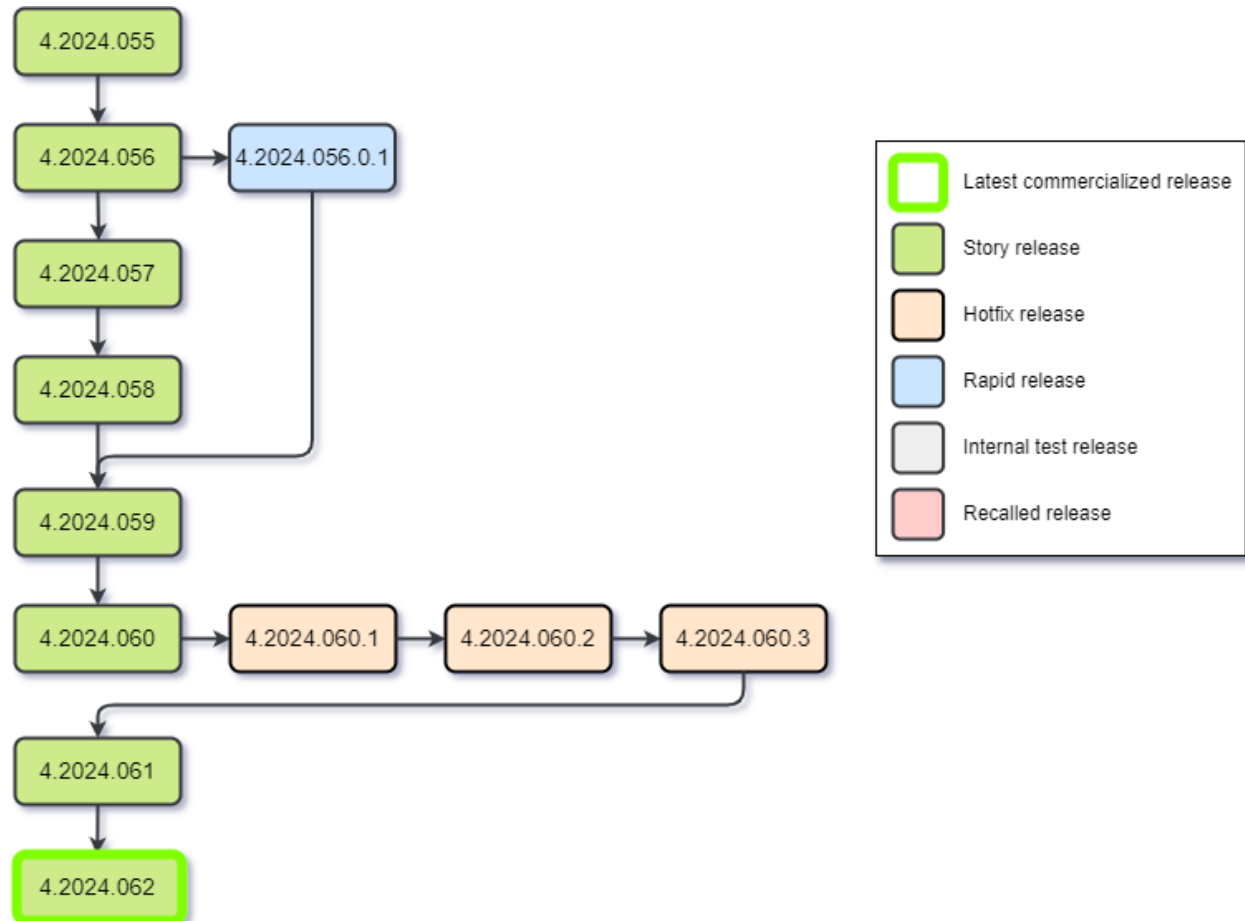 4.2024.055
4.2024.056
4.2024.056.0.1
4.2024.057
4.2024.058
4.2024.059
4.2024.060
4.2024.060.1
4.2024.060.2
4.2024.060.3
4.2024.061
4.2024.062
Latest commercialized release
Story release
Hotfix release
Rapid release
Internal test release
Recalled release